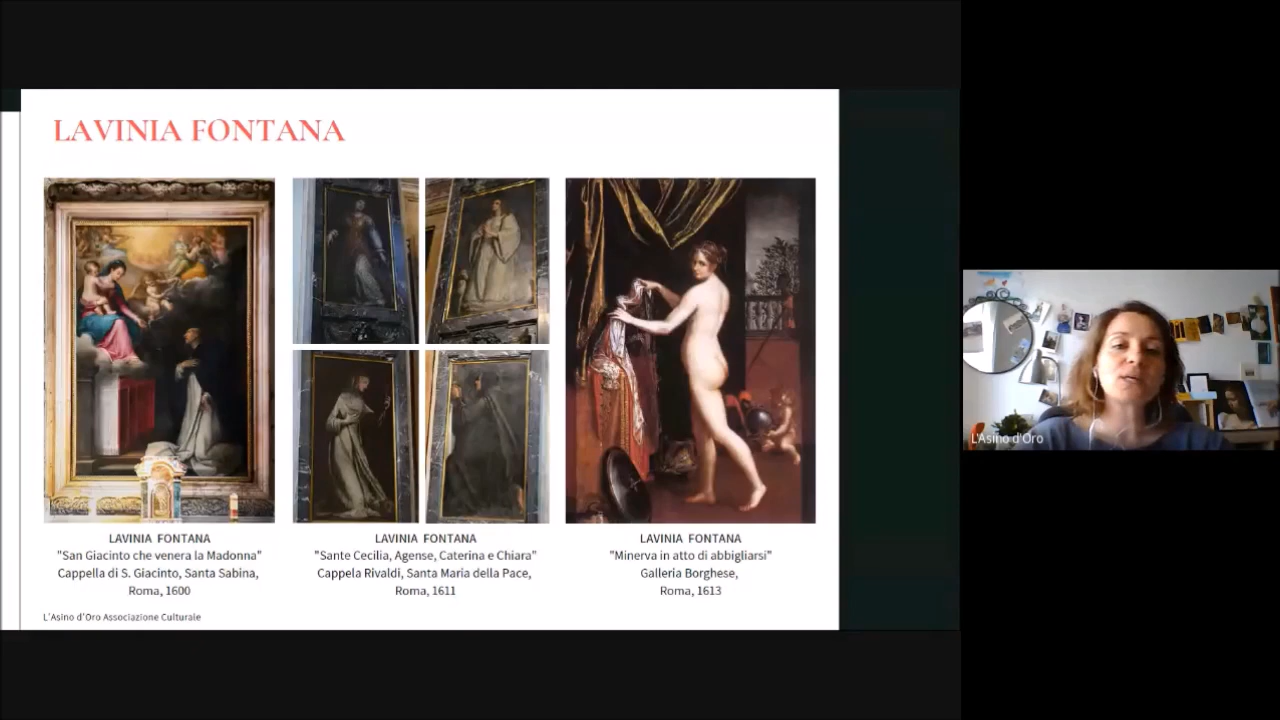 LAVINIA FONTANA
LAVINIA FONTANA
"San Giacinto che venera la Madonna"
Cappella di S. Giacinto, Santa Sabina,
Roma, 1600
LAVINIA FONTANA
"Sante Cecilia, Agense, Caterina e Chiara"
Cappela Rivaldi, Santa Maria della Pace,
Roma, 1611
LAVINIA FONTANA
"Minerva in atto di abbigliarsi"
Galleria Borghese,
Roma, 1613
L'Asino d'Oro Associazione Culturale
L'Asino d'Oro